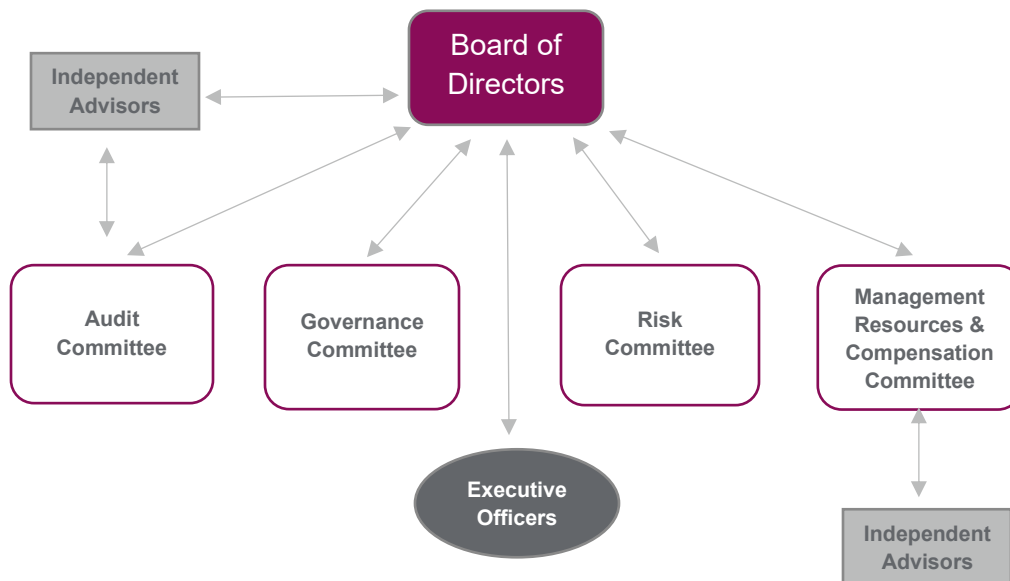 Board of
Directors
Independent
Advisors
Audit
Committee
Governance
Committee
Risk
Committee
Management
Resources &
Compensation
Committee
Executive
Officers
Independent
Advisors